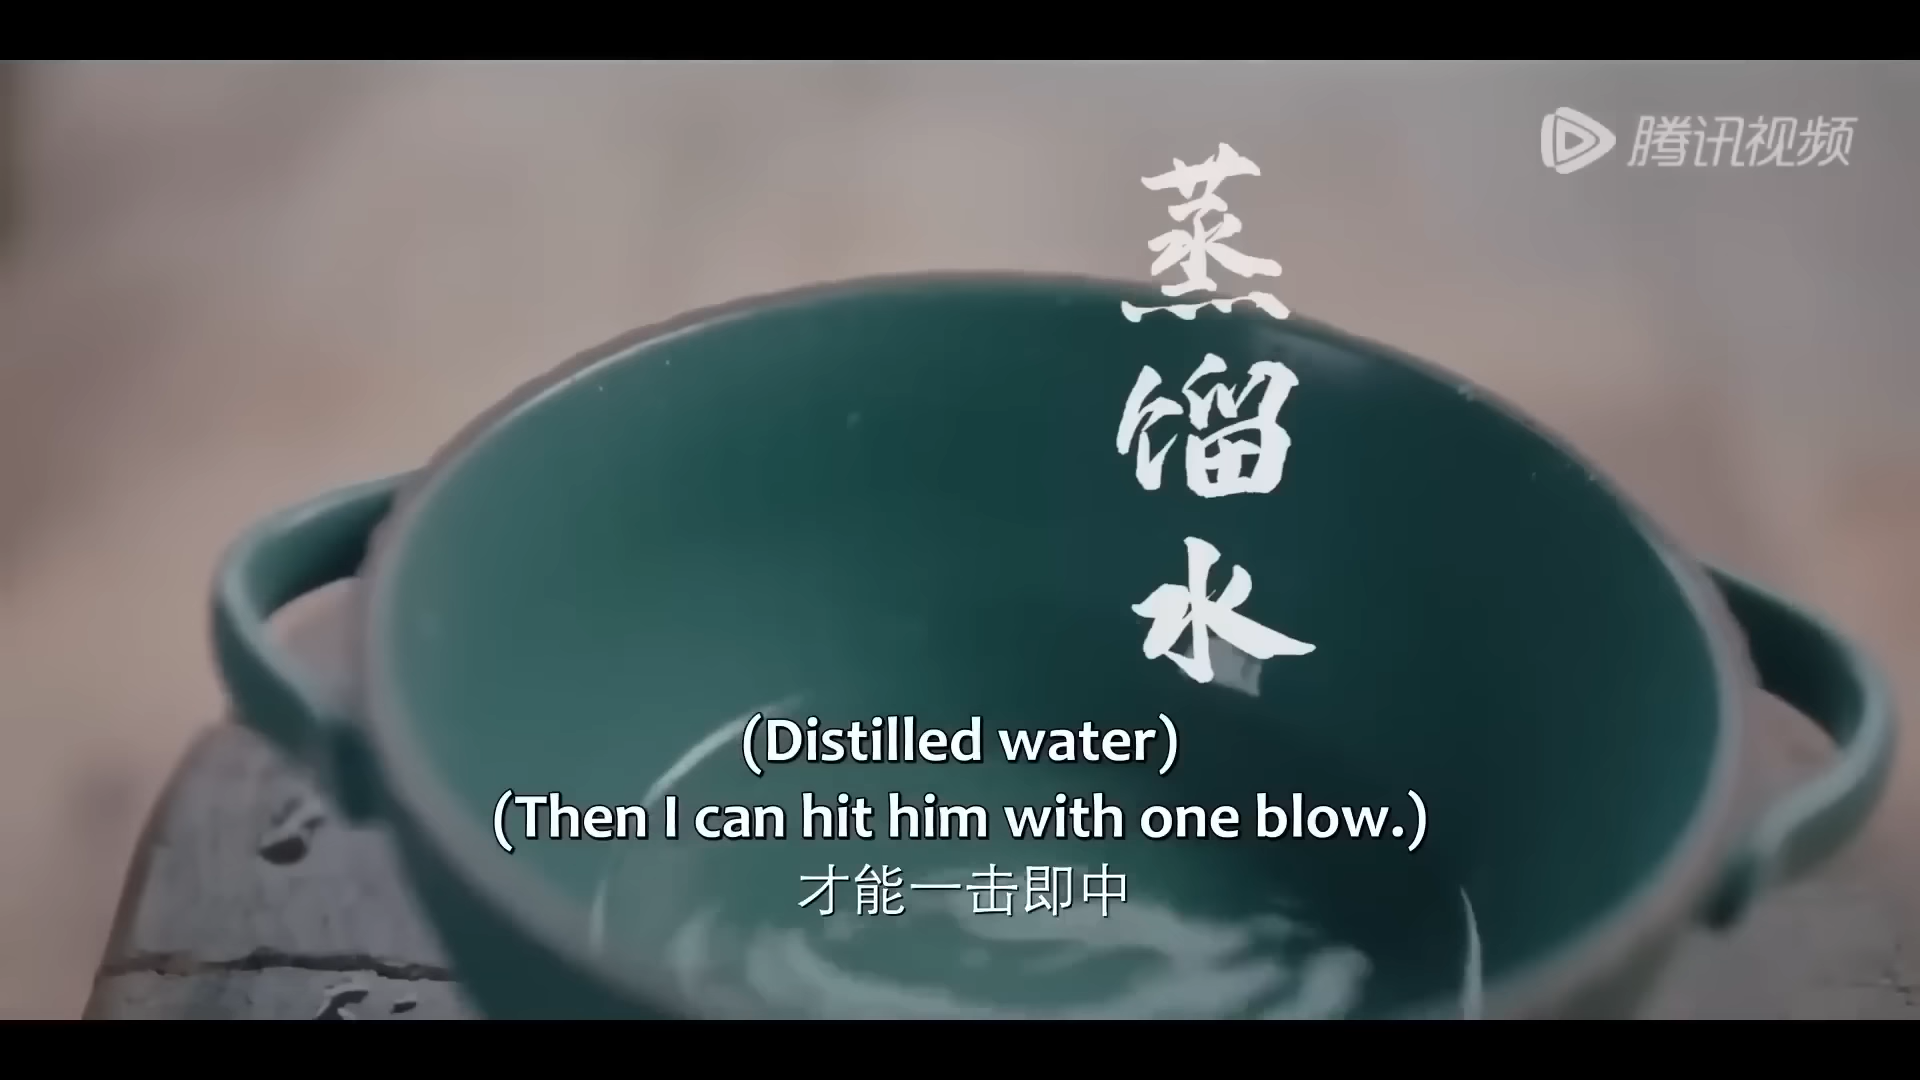 腾讯视频
蒸馏水
(Distilled water)
(Then I can hit him with one blow.)
才能一击即中